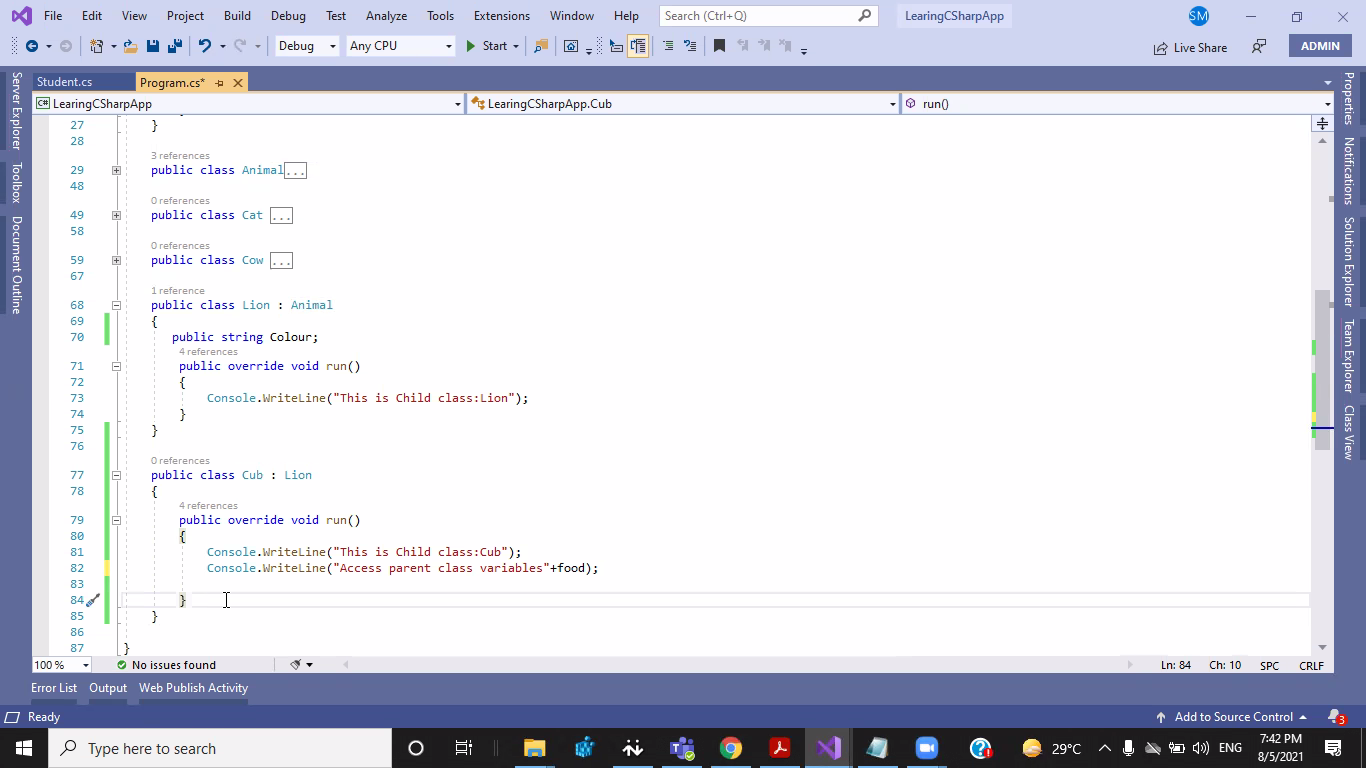 File Edit View Project Build Debug Test Analyze Tools Extensions Window Help Search (Ctrl+Q) LearingCSharpApp SM
Debug Any CPU Start Live Share ADMIN
Student.cs Program.cs*
LearingCSharpApp LearingCSharpApp.Cub run()
Server Explorer
Toolbox
Document Outline
27 }
28
3 references
29 public class Animal...
48
0 references
49 public class Cat ...
58
0 references
59 public class Cow ...
67
1 reference
68 public class Lion : Animal
69 {
70 public string Colour;
4 references
71 public override void run()
72 {
73 Console.WriteLine("This is Child class:Lion");
74 }
75 }
76
0 references
77 public class Cub : Lion
78 {
4 references
79 public override void run()
80 {
81 Console.WriteLine("This is Child class:Cub");
82 Console.WriteLine("Access parent class variables"+food);
83
84 }
85 }
86
87 }
Properties
Notifications
Solution Explorer
Team Explorer
Class View
100 % No issues found Ln: 84 Ch: 10 SPC CRLF
Error List Output Web Publish Activity
Ready Add to Source Control 3
Type here to search 29°C ENG 7:42 PM
8/5/2021